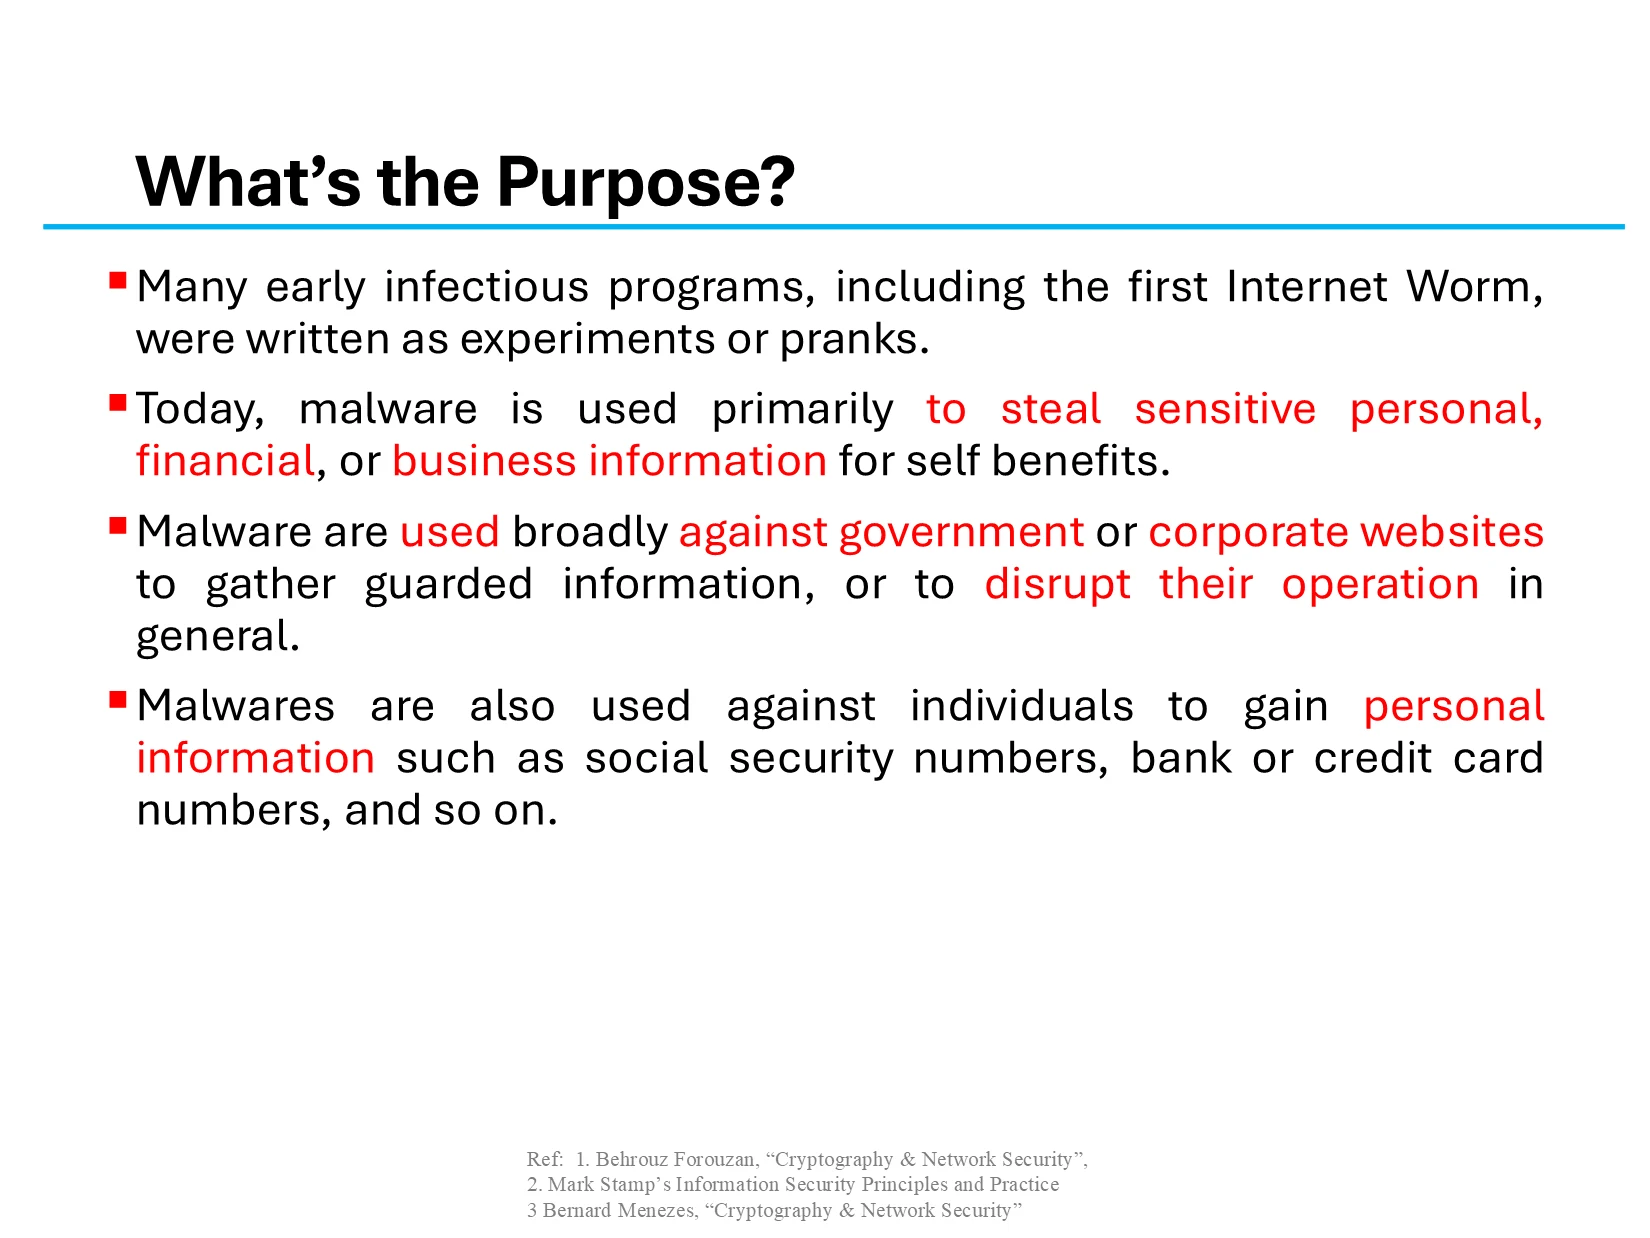 What’s the Purpose?
Many early infectious programs, including the first Internet Worm,
were written as experiments or pranks.
Today, malware is used primarily to steal sensitive personal,
financial, or business information for self benefits.
Malware are used broadly against government or corporate websites
to gather guarded information, or to disrupt their operation in
general.
Malwares are also used against individuals to gain personal
information such as social security numbers, bank or credit card
numbers, and so on.
Ref:  1. Behrouz Forouzan, “Cryptography & Network Security”,
2. Mark Stamp’s Information Security Principles and Practice
3 Bernard Menezes, “Cryptography & Network Security”